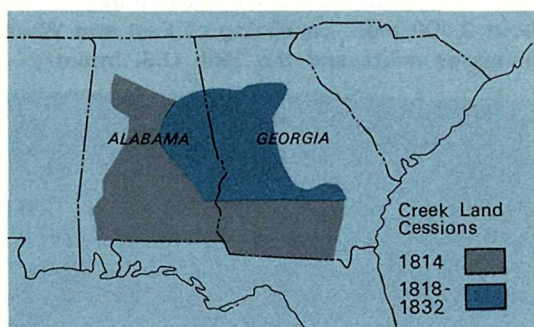 ALABAMA
GEORGIA
Creek Land
Cessions
1814
1818-
1832